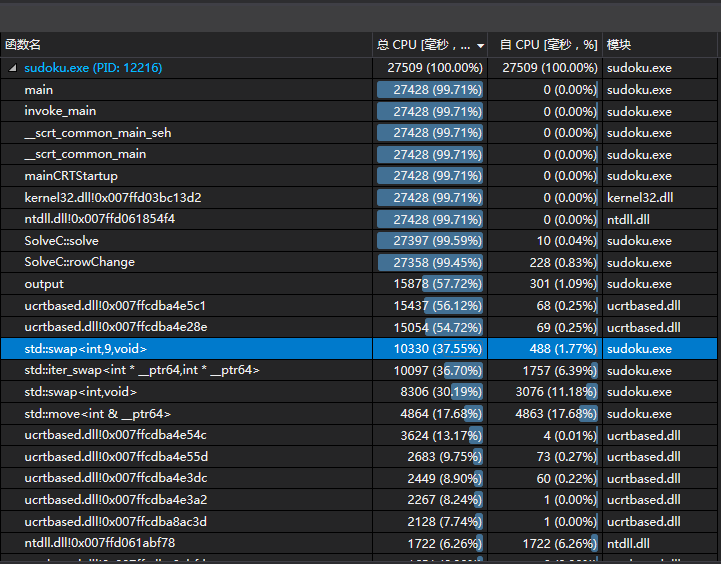 函数名 总 CPU [毫秒，... 自 CPU [毫秒，%] 模块
sudoku.exe (PID: 12216) 27509 (100.00%) 27509 (100.00%) sudoku.exe
main 27428 (99.71%) 0 (0.00%) sudoku.exe
invoke_main 27428 (99.71%) 0 (0.00%) sudoku.exe
__scrt_common_main_seh 27428 (99.71%) 0 (0.00%) sudoku.exe
__scrt_common_main 27428 (99.71%) 0 (0.00%) sudoku.exe
mainCRTStartup 27428 (99.71%) 0 (0.00%) sudoku.exe
kernel32.dll!0x007ffd03bc13d2 27428 (99.71%) 0 (0.00%) kernel32.dll
ntdll.dll!0x007ffd061854f4 27428 (99.71%) 0 (0.00%) ntdll.dll
SolveC::solve 27397 (99.59%) 10 (0.04%) sudoku.exe
SolveC::rowChange 27358 (99.45%) 228 (0.83%) sudoku.exe
output 15878 (57.72%) 301 (1.09%) sudoku.exe
ucrtbased.dll!0x007ffcdba4e5c1 15437 (56.12%) 68 (0.25%) ucrtbased.dll
ucrtbased.dll!0x007ffcdba4e28e 15054 (54.72%) 69 (0.25%) ucrtbased.dll
std::swap<int,9,void> 10330 (37.55%) 488 (1.77%) sudoku.exe
std::iter_swap<int * __ptr64,int * __ptr64> 10097 (36.70%) 1757 (6.39%) sudoku.exe
std::swap<int,void> 8306 (30.19%) 3076 (11.18%) sudoku.exe
std::move<int & __ptr64> 4864 (17.68%) 4863 (17.68%) sudoku.exe
ucrtbased.dll!0x007ffcdba4e54c 3624 (13.17%) 4 (0.01%) ucrtbased.dll
ucrtbased.dll!0x007ffcdba4e55d 2683 (9.75%) 73 (0.27%) ucrtbased.dll
ucrtbased.dll!0x007ffcdba4e3dc 2449 (8.90%) 60 (0.22%) ucrtbased.dll
ucrtbased.dll!0x007ffcdba4e3a2 2267 (8.24%) 1 (0.00%) ucrtbased.dll
ucrtbased.dll!0x007ffcdba8ac3d 2128 (7.74%) 1 (0.00%) ucrtbased.dll
ntdll.dll!0x007ffd061abf78 1722 (6.26%) 1722 (6.26%) ntdll.dll